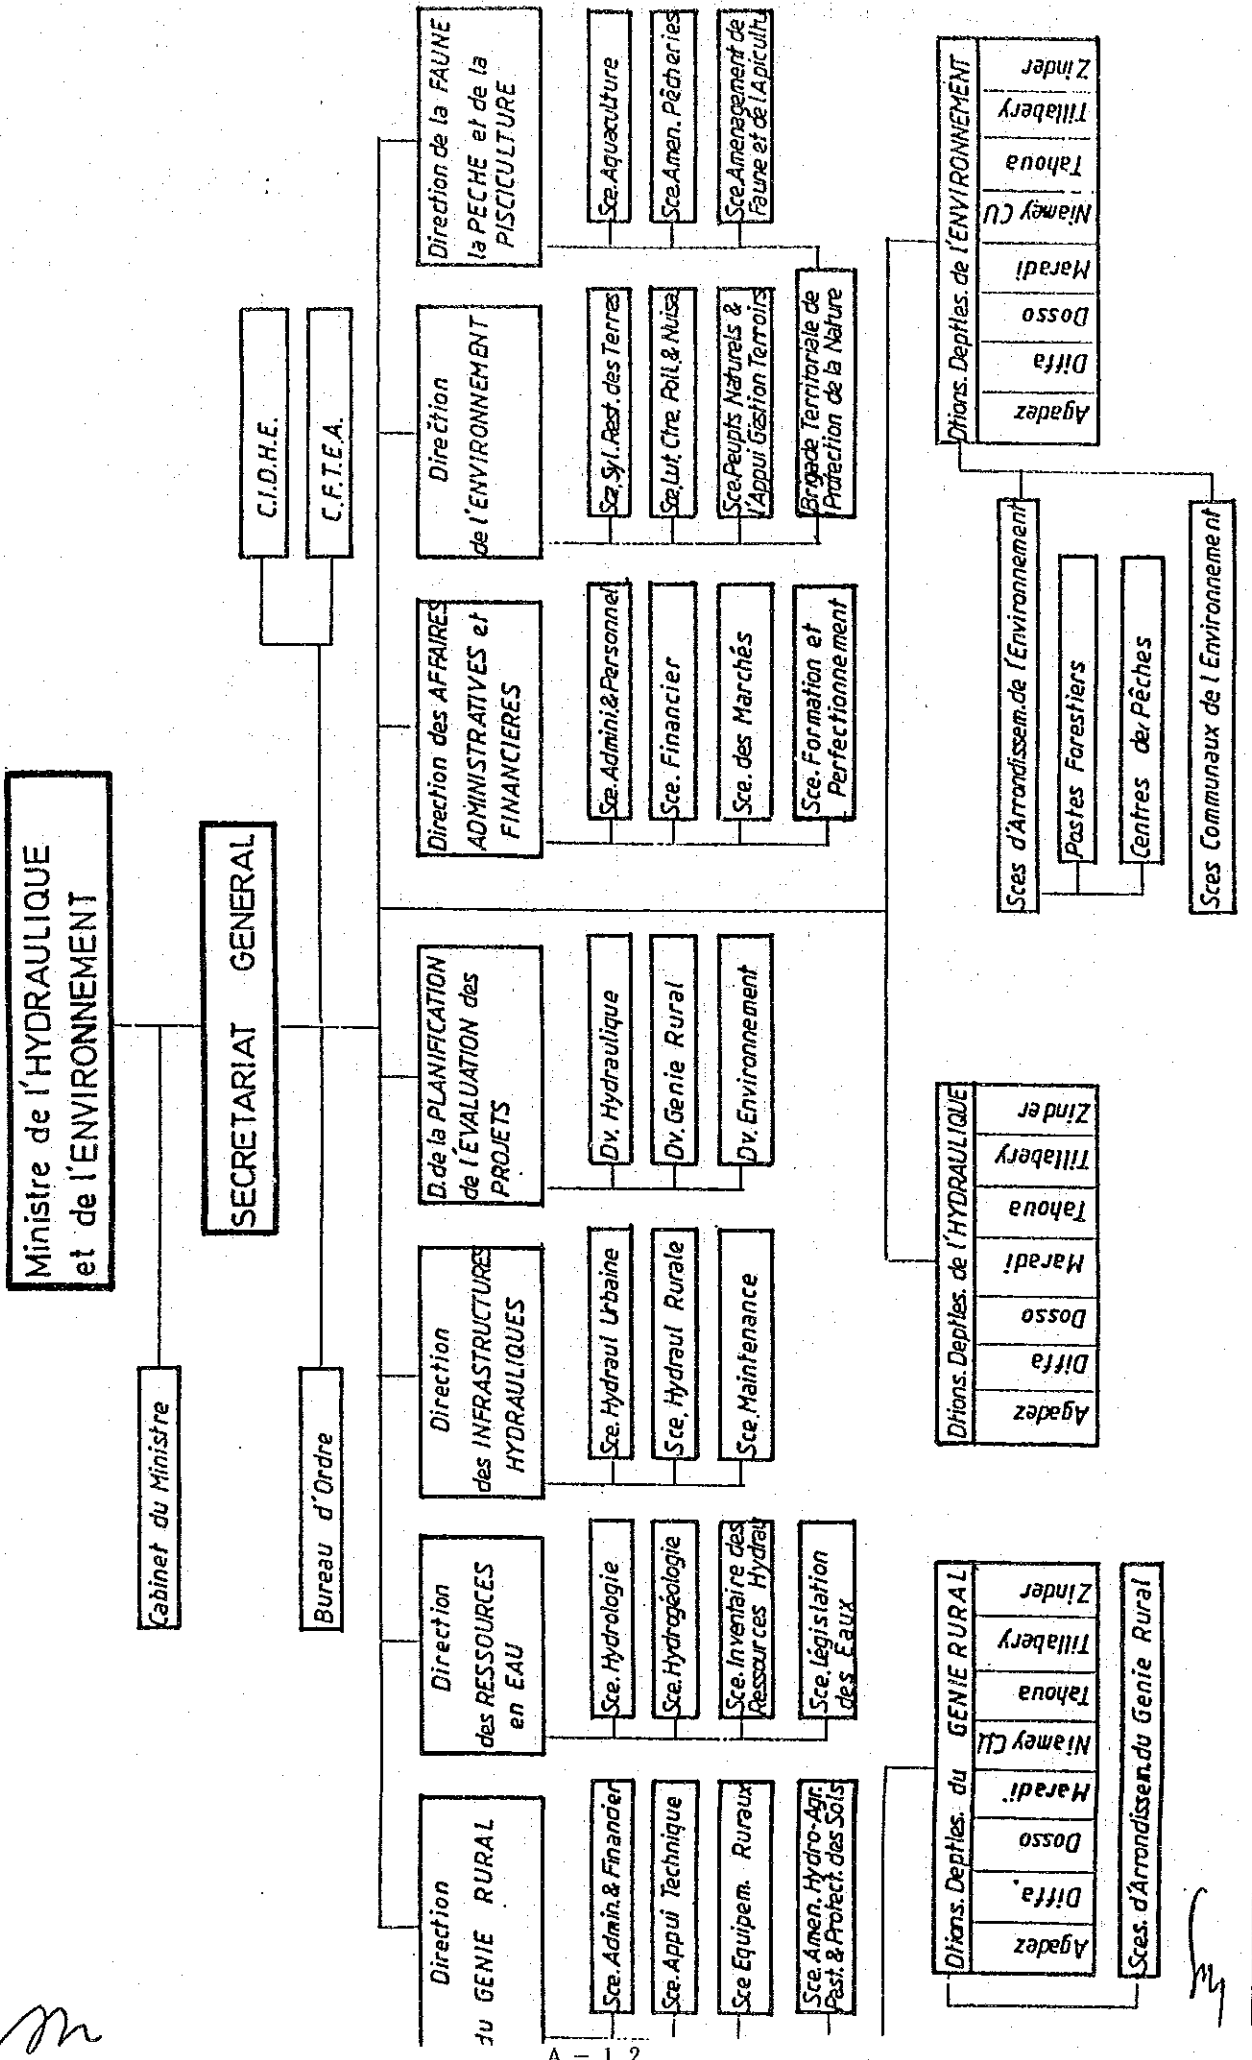 Ministre de l'HYDRAULIQUE
et de l'ENVIRONNEMENT
Cabinet du Ministre
SECRETARIAT GENERAL
Bureau d'Ordre
C.I.D.H.E.
C.F.T.E.A.
Direction
du GENIE RURAL
Sce. Admin. & Financier
Sce. Appui Technique
Sce Equipem. Ruraux
Sce. Amen. Hydro-Agr.
Past. & Protect. des Sols
Direction
des RESSOURCES
en EAU
Sce. Hydrologie
Sce. Hydrogéologie
Sce. Inventaire des
Ressources Hydrau
Sce. Législation
des Eaux
Direction
des INFRASTRUCTURES
HYDRAULIQUES
Sce. Hydraul Urbaine
Sce. Hydraul Rurale
Sce. Maintenance
D. de la PLANIFICATION
de l'EVALUATION des
PROJETS
Dv. Hydraulique
Dv. Genie Rural
Dv. Environnement
Direction des AFFAIRES
ADMINISTRATIVES et
FINANCIERES
Sce. Admini. & Personnel
Sce. Financier
Sce. des Marchés
Sce. Formation et
Perfectionnement
Direction
de l'ENVIRONNEMENT
Sce. Syl. Rest. des Terres
Sce. Lut. Ctre. Poll. & Nuisa
Sce. Peupts Naturels &
l'Appui Gestion Terroirs
Brigade Territoriale de
Protection de la Nature
Direction de la FAUNE
la PECHE et de la
PISCICULTURE
Sce. Aquaculture
Sce. Amen. Pêcheries
Sce. Amenagement de
Faune et de l'Apicultu
Dtions. Deptles. du GENIE RURAL
Agadez
Diffa
Dosso
Maradi
Niamey CU
Tahoua
Tillabery
Zinder
Sces. d'Arrondissem. du Genie Rural
Dtions. Deptles. de l'HYDRAULIQUE
Agadez
Diffa
Dosso
Maradi
Tahoua
Tillabery
Zinder
Dtions. Deptles. de l'ENVIRONNEMENT
Agadez
Diffa
Dosso
Maradi
Niamey CU
Tahoua
Tillabery
Zinder
Sces d'Arrondissem. de l'Environnement
Postes Forestiers
Centres de Pêches
Sces Communaux de l'Environnement
A - 1 2